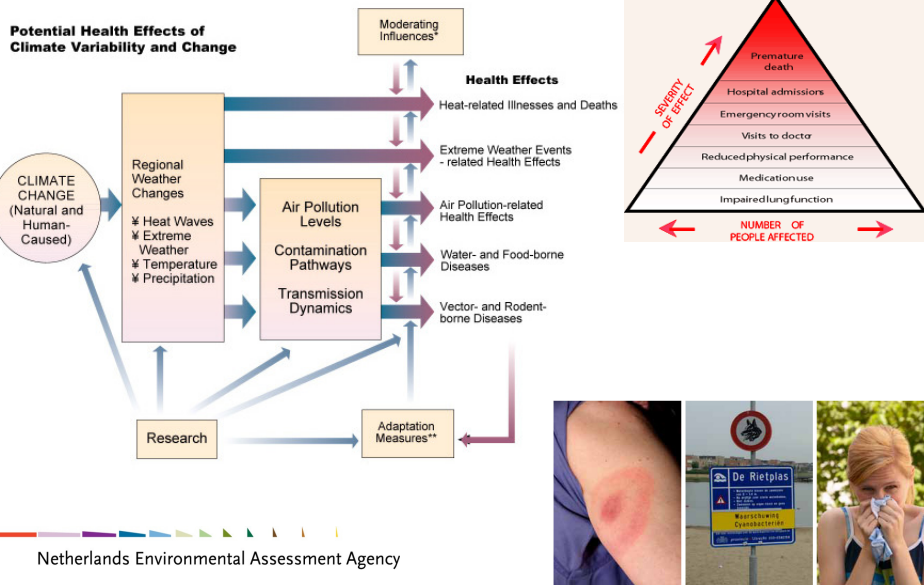 Potential Health Effects of
Climate Variability and Change
Moderating
Influences*
Health Effects
Heat-related Illnesses and Deaths
Extreme Weather Events
- related Health Effects
Air Pollution-related
Health Effects
Water- and Food-borne
Diseases
Vector- and Rodent-
borne Diseases
CLIMATE
CHANGE
(Natural and
Human-
Caused)
Regional
Weather
Changes
¥ Heat Waves
¥ Extreme
Weather
¥ Temperature
¥ Precipitation
Air Pollution
Levels
Contamination
Pathways
Transmission
Dynamics
Research
Adaptation
Measures**
Netherlands Environmental Assessment Agency
SEVERITY
OF EFFECT
Premature
death
Hospital admissions
Emergency room visits
Visits to doctor
Reduced physical performance
Medication use
Impaired lung function
NUMBER OF
PEOPLE AFFECTED
De Rietplas
Waarschuwing
Cyanobacteriën